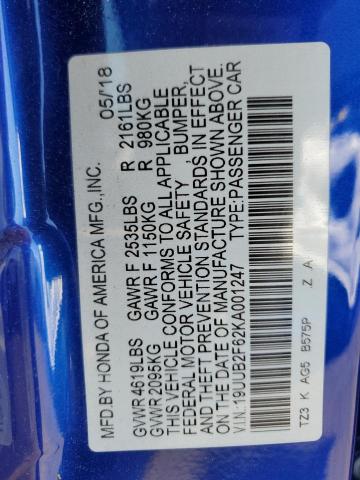 MFD.BY HONDA OF AMERICA MFG.,INC. 05/18
GVWR 4619LBS GAWR F 2535LBS R 2161LBS
GVWR 2095KG GAWR F 1150KG R 980KG
THIS VEHICLE CONFORMS TO ALL APPLICABLE
FEDERAL MOTOR VEHICLE SAFETY, BUMPER,
AND THEFT PREVENTION STANDARDS IN EFFECT
ON THE DATE OF MANUFACTURE SHOWN ABOVE.
V.I.N.:19UUB2F62KA001247 TYPE:PASSENGER CAR
TZ3 K AG5 B575P Z A